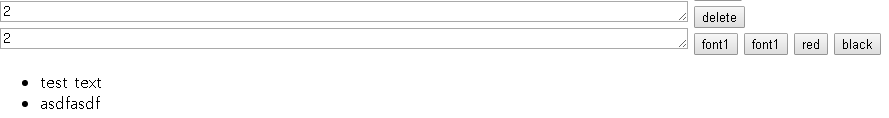 2 delete
2 font1 font1 red black
test text
asdfasdf